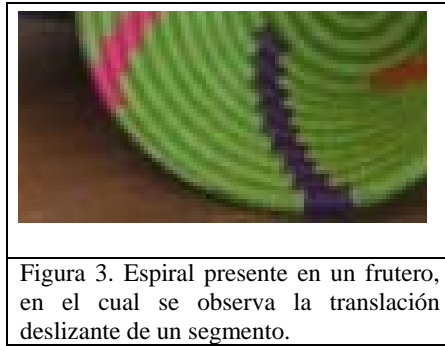 Figura 3. Espiral presente en un frutero,
en el cual se observa la translación
deslizante de un segmento.